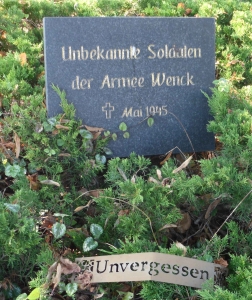 Unbekannte Soldaten
der Armee Wenck
† Mai 1945
Unvergessen